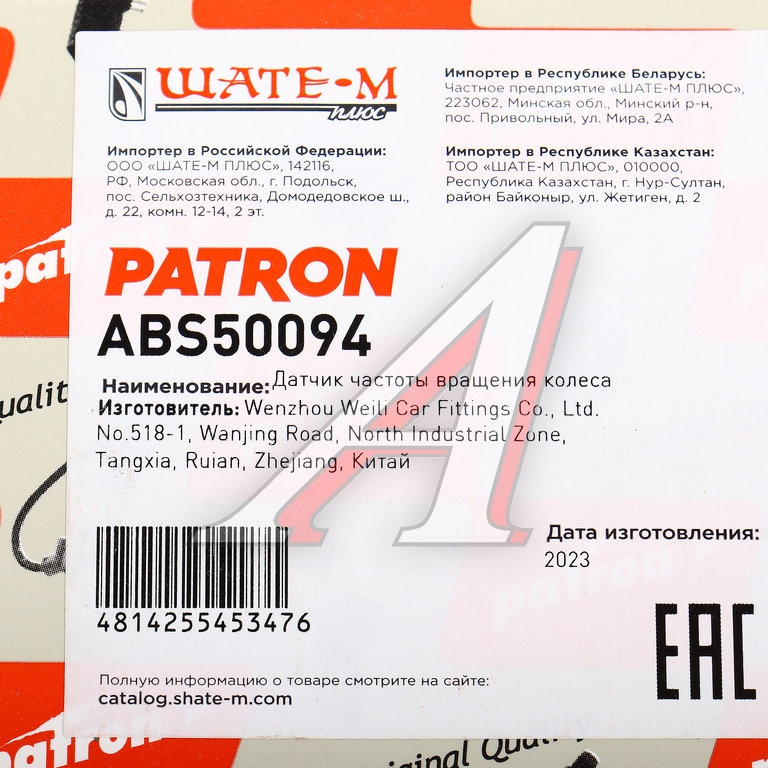 ШАТЕ-М
плюс
Импортер в Республике Беларусь:
Частное предприятие «ШАТЕ-М ПЛЮС»,
223062, Минская обл., Минский р-н,
пос. Привольный, ул. Мира, 2А
Импортер в Российской Федерации:
ООО «ШАТЕ-М ПЛЮС», 142116,
РФ, Московская обл., г. Подольск,
пос. Сельхозтехника, Домодедовское ш.,
д. 22, комн. 12-14, 2 эт.
Импортер в Республике Казахстан:
ТОО «ШАТЕ-М ПЛЮС», 010000,
Республика Казахстан, г. Нур-Султан,
район Байконыр, ул. Жетиген, д. 2
PATRON
ABS50094
Наименование: Датчик частоты вращения колеса
Изготовитель: Wenzhou Weili Car Fittings Co., Ltd.
No.518-1, Wanjing Road, North Industrial Zone,
Tangxia, Ruian, Zhejiang, Китай
Дата изготовления:
2023
4814255453476
EAC
Полную информацию о товаре смотрите на сайте:
catalog.shate-m.com
patron